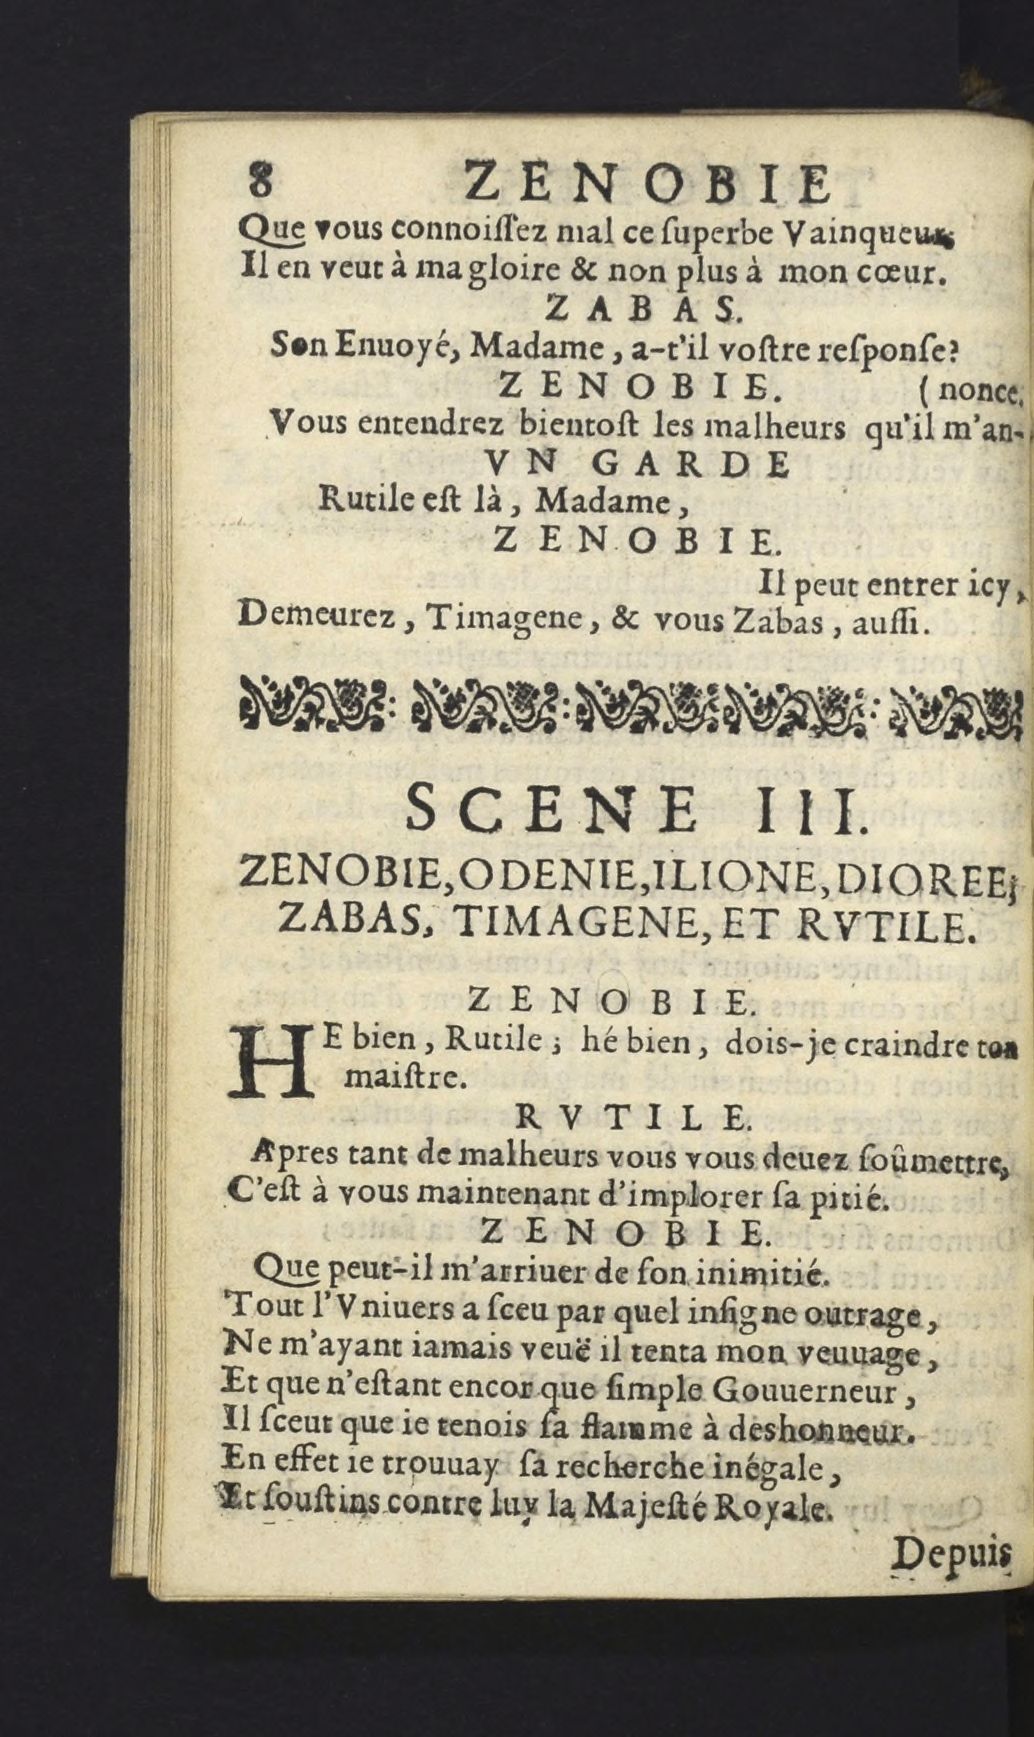 8 ZENOBIE
Que vous connoiſſez mal ce ſuperbe Vainqueur
Il en veut à ma gloire & non plus à mon cœur.
ZABAS.
Son Enuoyé, Madame, a-t'il voſtre reſponſe?
ZENOBIE. (nonce,
Vous entendrez bientoſt les malheurs qu'il m'an-
VN GARDE
Rutile eſt là, Madame,
ZENOBIE.
Il peut entrer icy,
Demeurez, Timagene, & vous Zabas, auſſi.
SCENE III.
ZENOBIE, ODENIE, ILIONE, DIOREE,
ZABAS, TIMAGENE, ET RVTILE.
ZENOBIE.
HE bien, Rutile; hé bien, dois-je craindre ton
maiſtre.
RVTILE.
Apres tant de malheurs vous vous deuez ſoûmettre,
C'eſt à vous maintenant d'implorer ſa pitié.
ZENOBIE.
Que peut-il m'arriuer de ſon inimitié.
Tout l'Vniuers a ſceu par quel inſigne outrage,
Ne m'ayant iamais veuë il tenta mon veuuage,
Et que n'eſtant encor que ſimple Gouuerneur,
Il ſceut que ie tenois ſa flamme à deshonneur.
En effet ie trouuay ſa recherche inégale,
Et ſouſtins contre luy la Majeſté Royale.
Depuis